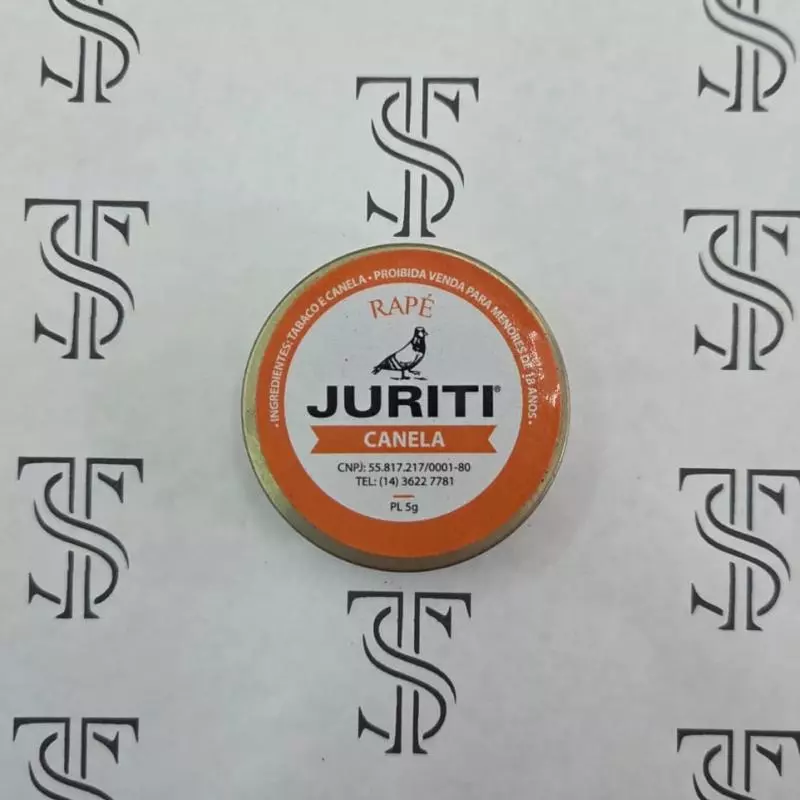 • INGREDIENTES: TABACO E CANELA • PROIBIDA VENDA PARA MENORES DE 18 ANOS •
RAPÉ
JURITI®
CANELA
CNPJ: 55.817.217/0001-80
TEL: (14) 3622 7781
PL 5g